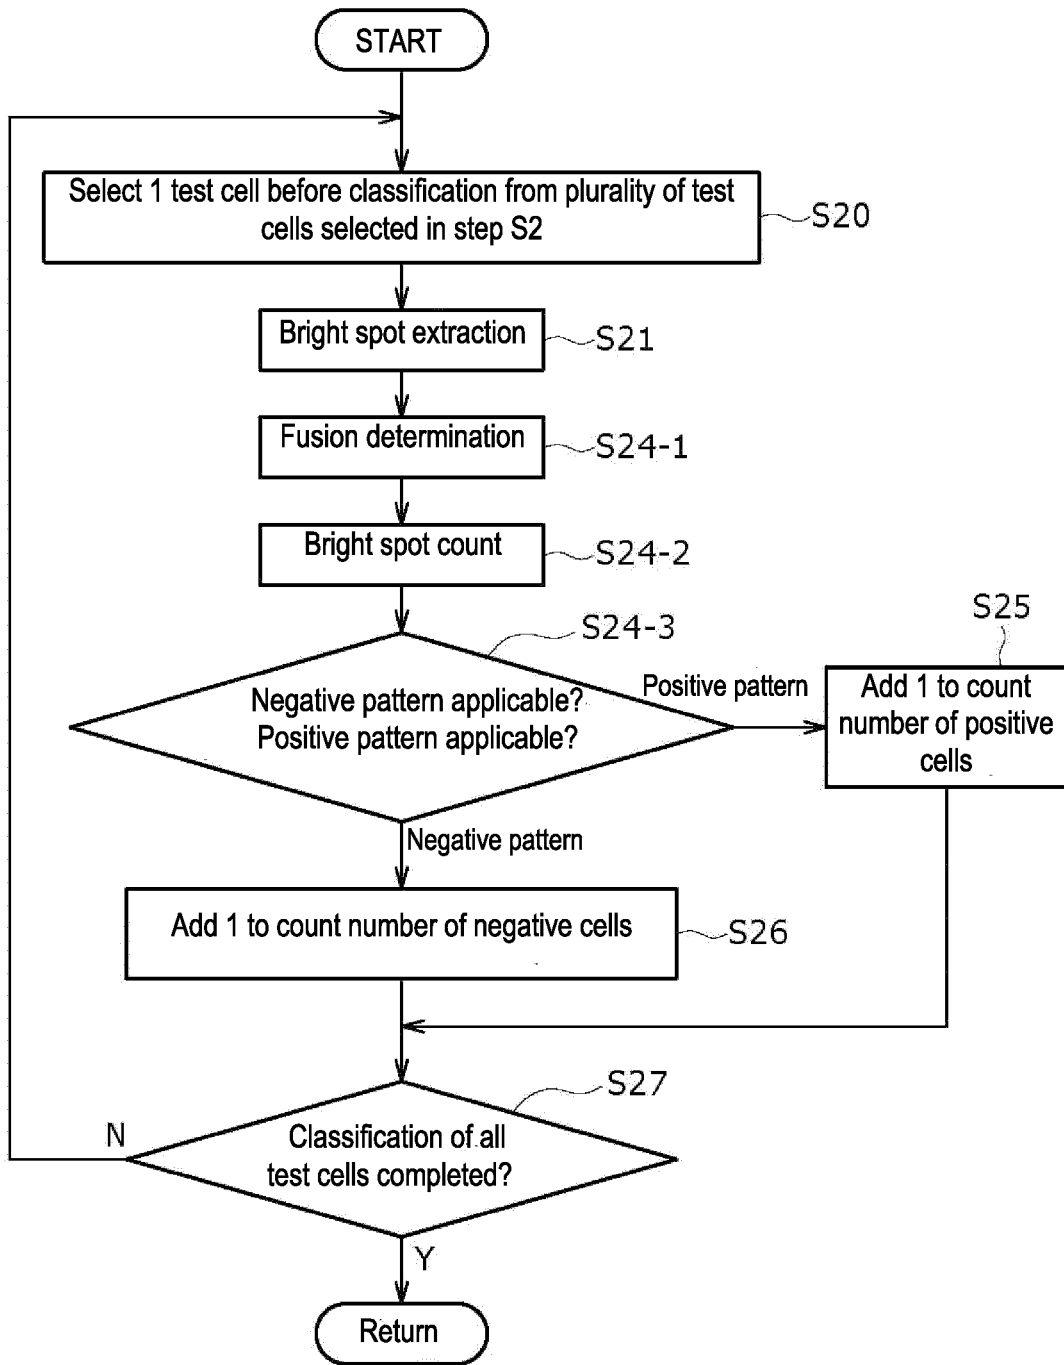 START
Select 1 test cell before classification from plurality of test
cells selected in step S2
S20
Bright spot extraction
S21
Fusion determination
S24-1
Bright spot count
S24-2
S24-3
S25
Negative pattern applicable?
Positive pattern applicable?
Positive pattern
Add 1 to count
number of positive
cells
Negative pattern
Add 1 to count number of negative cells
S26
S27
N
Classification of all
test cells completed?
Y
Return